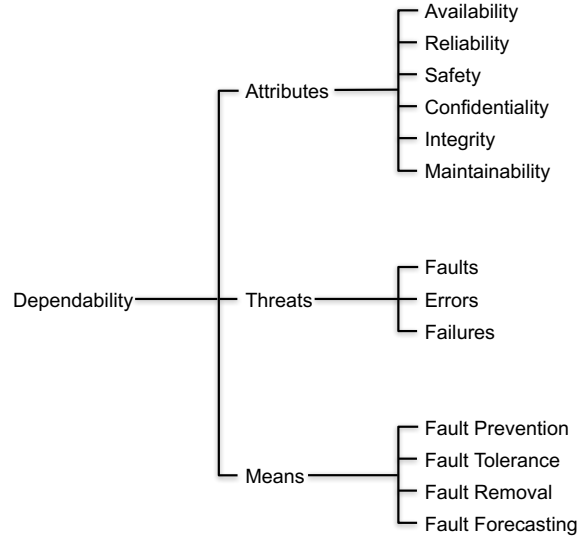 Dependability
Attributes
Availability
Reliability
Safety
Confidentiality
Integrity
Maintainability
Threats
Faults
Errors
Failures
Means
Fault Prevention
Fault Tolerance
Fault Removal
Fault Forecasting